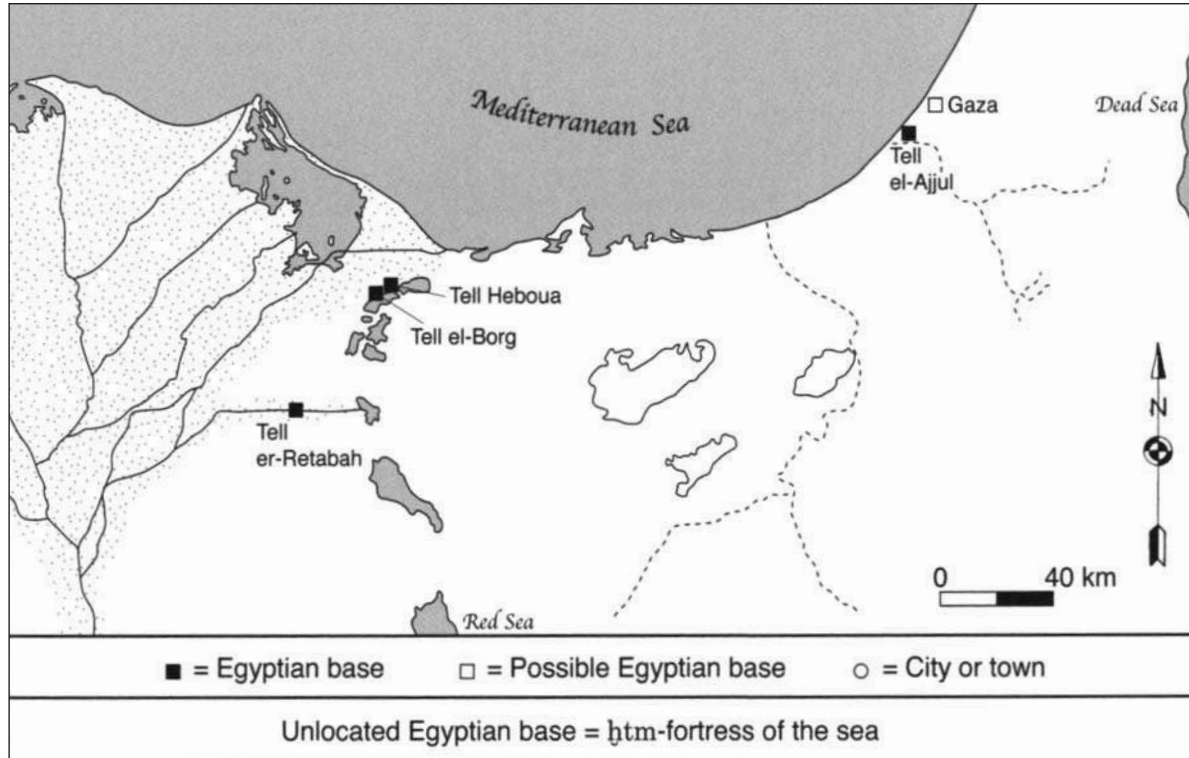 Mediterranean Sea
Gaza
Dead Sea
Tell
el-Ajjul
Tell Heboua
Tell el-Borg
Tell
er-Retabah
N
0 40 km
Red Sea
■ = Egyptian base □ = Possible Egyptian base ○ = City or town
Unlocated Egyptian base = ḫtm-fortress of the sea